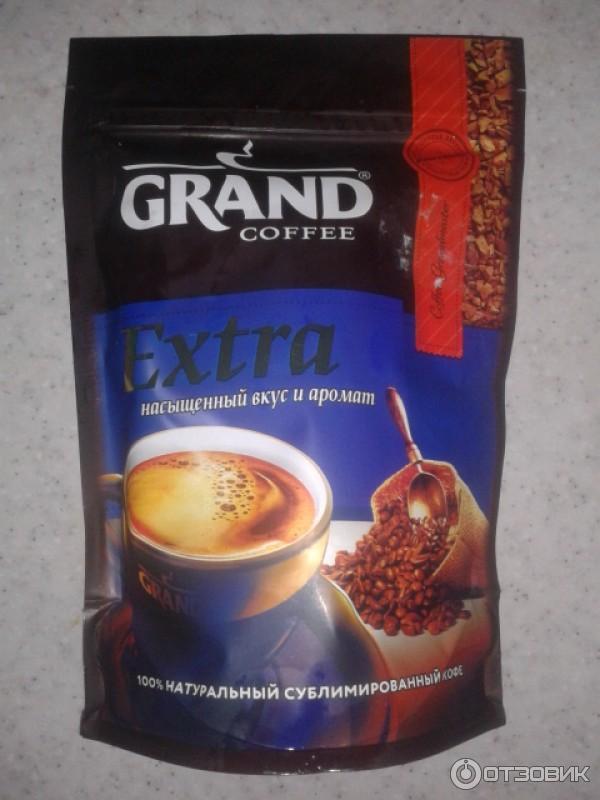 GRAND®
COFFEE
Extra
насыщенный вкус и аромат
GRAND
100% НАТУРАЛЬНЫЙ СУБЛИМИРОВАННЫЙ КОФЕ
ОТЗОВИК